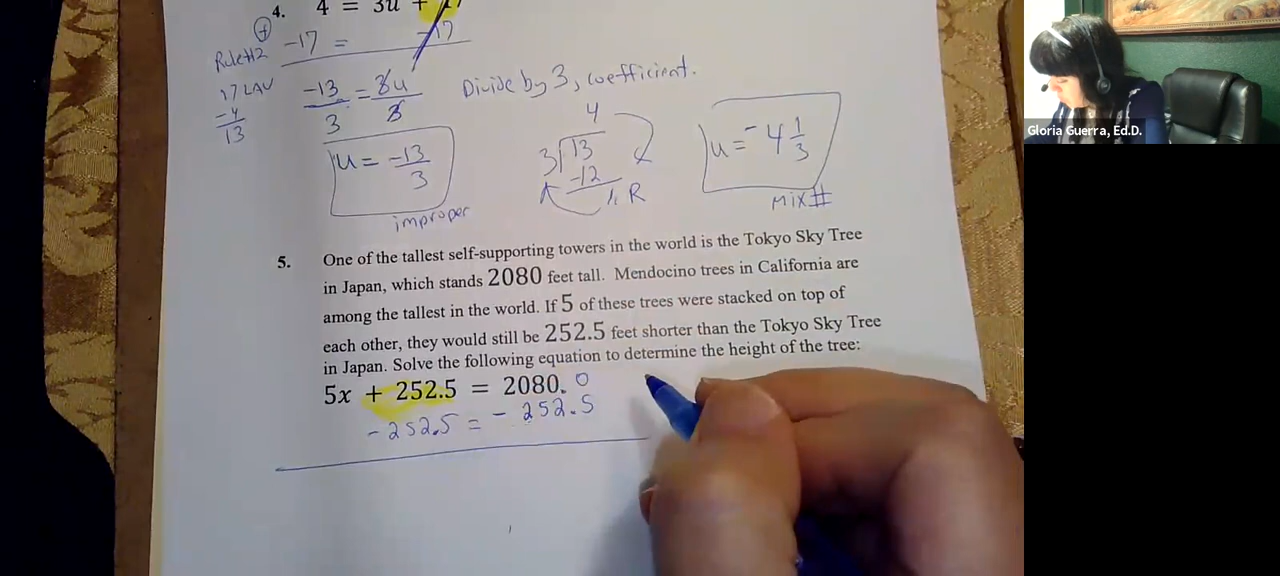 4. 4 = 3u + 17
-17 = -17
Rule#2
17 LAV
-4
13
-13 = 3u
3 3
Divide by 3, coefficient.
u = -13
3
improper
4
3 13
-12
1 R
u = -4 1/3
Mix #
5. One of the tallest self-supporting towers in the world is the Tokyo Sky Tree
in Japan, which stands 2080 feet tall. Mendocino trees in California are
among the tallest in the world. If 5 of these trees were stacked on top of
each other, they would still be 252.5 feet shorter than the Tokyo Sky Tree
in Japan. Solve the following equation to determine the height of the tree:
5x + 252.5 = 2080.0
-252.5 = - 252.5
Gloria Guerra, Ed.D.